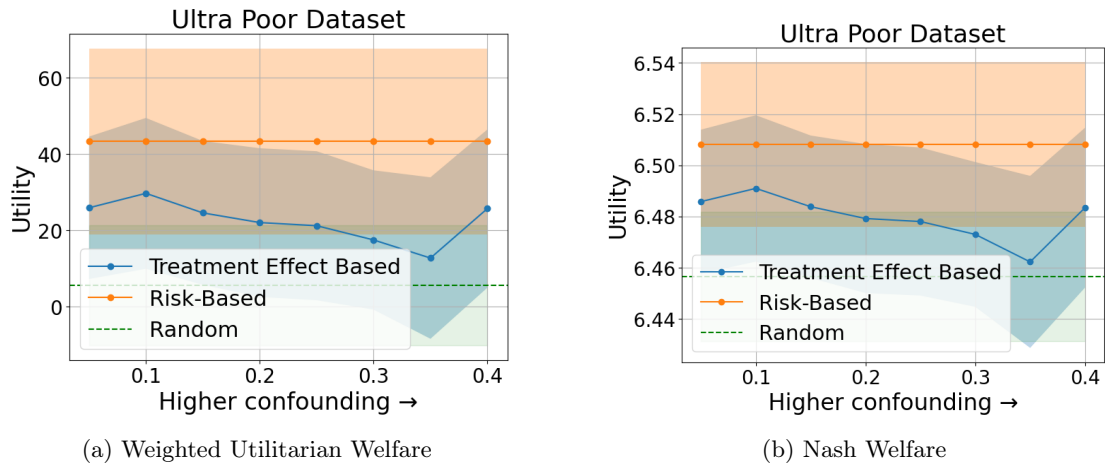 Ultra Poor Dataset
Utility
60
40
20
0
Treatment Effect Based
Risk-Based
Random
0.1 0.2 0.3 0.4
Higher confounding →
(a) Weighted Utilitarian Welfare
Ultra Poor Dataset
Utility
6.54
6.52
6.50
6.48
6.46
6.44
Treatment Effect Based
Risk-Based
Random
0.1 0.2 0.3 0.4
Higher confounding →
(b) Nash Welfare